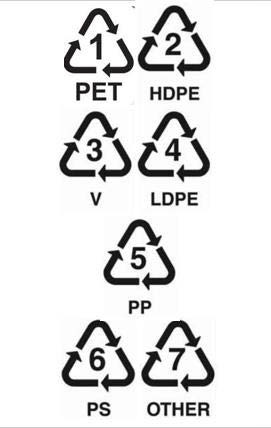 1 2
PET HDPE
3 4
V LDPE
5
PP
6 7
PS OTHER